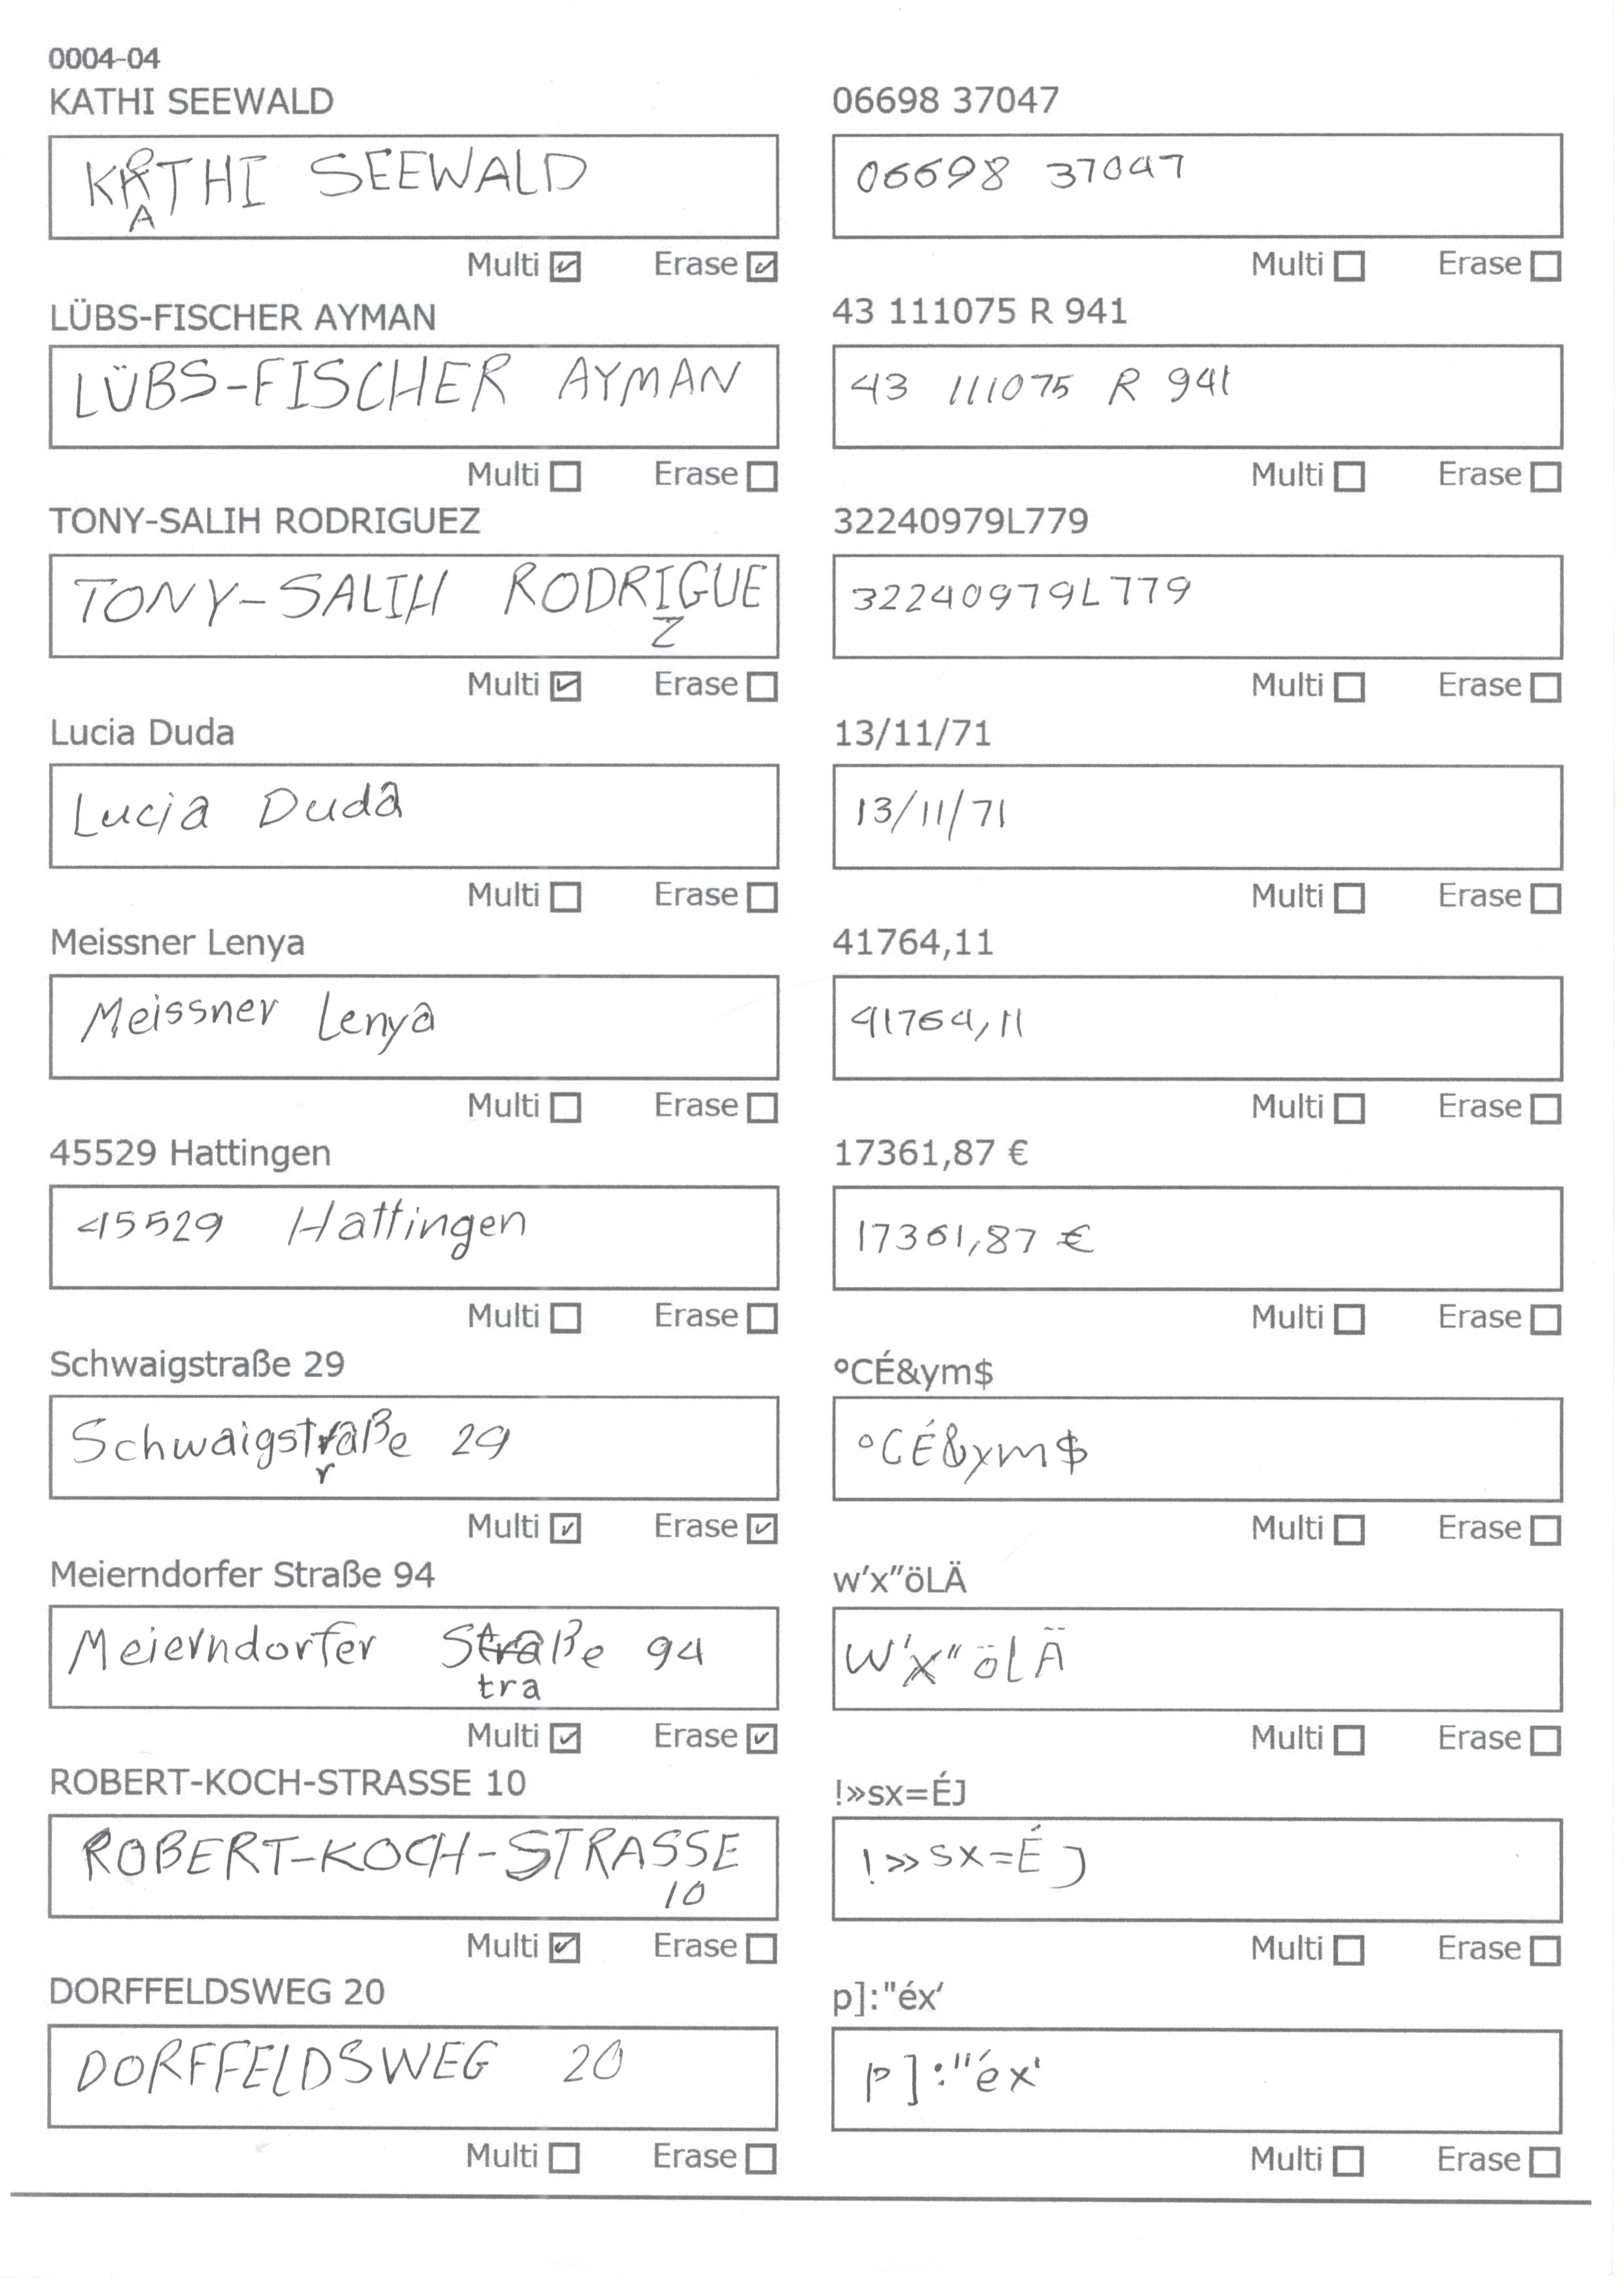 0004-04
KATHI SEEWALD
KATHI SEEWALD
A
Multi Erase
LÜBS-FISCHER AYMAN
LÜBS-FISCHER AYMAN
Multi Erase
TONY-SALIH RODRIGUEZ
TONY-SALIH RODRIGUE
Z
Multi Erase
Lucia Duda
Lucia Duda
Multi Erase
Meissner Lenya
Meissner Lenya
Multi Erase
45529 Hattingen
45529 Hattingen
Multi Erase
Schwaigstraße 29
Schwaigstraße 29
r
Multi Erase
Meierndorfer Straße 94
Meierndorfer Straße 94
tra
Multi Erase
ROBERT-KOCH-STRASSE 10
ROBERT-KOCH-STRASSE
10
Multi Erase
DORFFELDSWEG 20
DORFFELDSWEG 20
Multi Erase
06698 37047
06698 37047
Multi Erase
43 111075 R 941
43 111075 R 941
Multi Erase
32240979L779
32240979L779
Multi Erase
13/11/71
13/11/71
Multi Erase
41764,11
41764,11
Multi Erase
17361,87 €
17361,87 €
Multi Erase
°CÉ&ym$
°CÉ&ym$
Multi Erase
w′x″öLÄ
w′x″öLÄ
Multi Erase
!»sx=ÉJ
!»sx=ÉJ
Multi Erase
p]:"éx‘
p]:"éx‘
Multi Erase